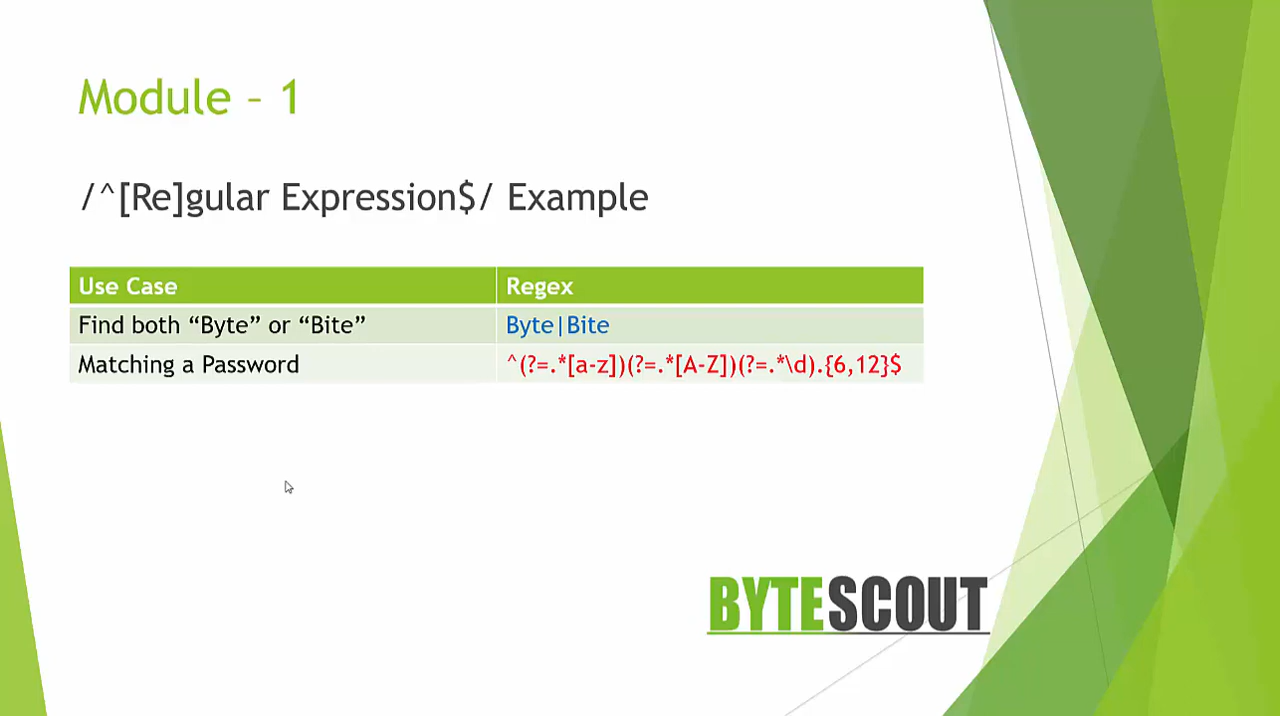 Module – 1
/^[Re]gular Expression$/ Example
Use Case Regex
Find both “Byte” or “Bite” Byte|Bite
Matching a Password ^(?=.*[a-z])(?=.*[A-Z])(?=.*\d).{6,12}$
BYTESCOUT